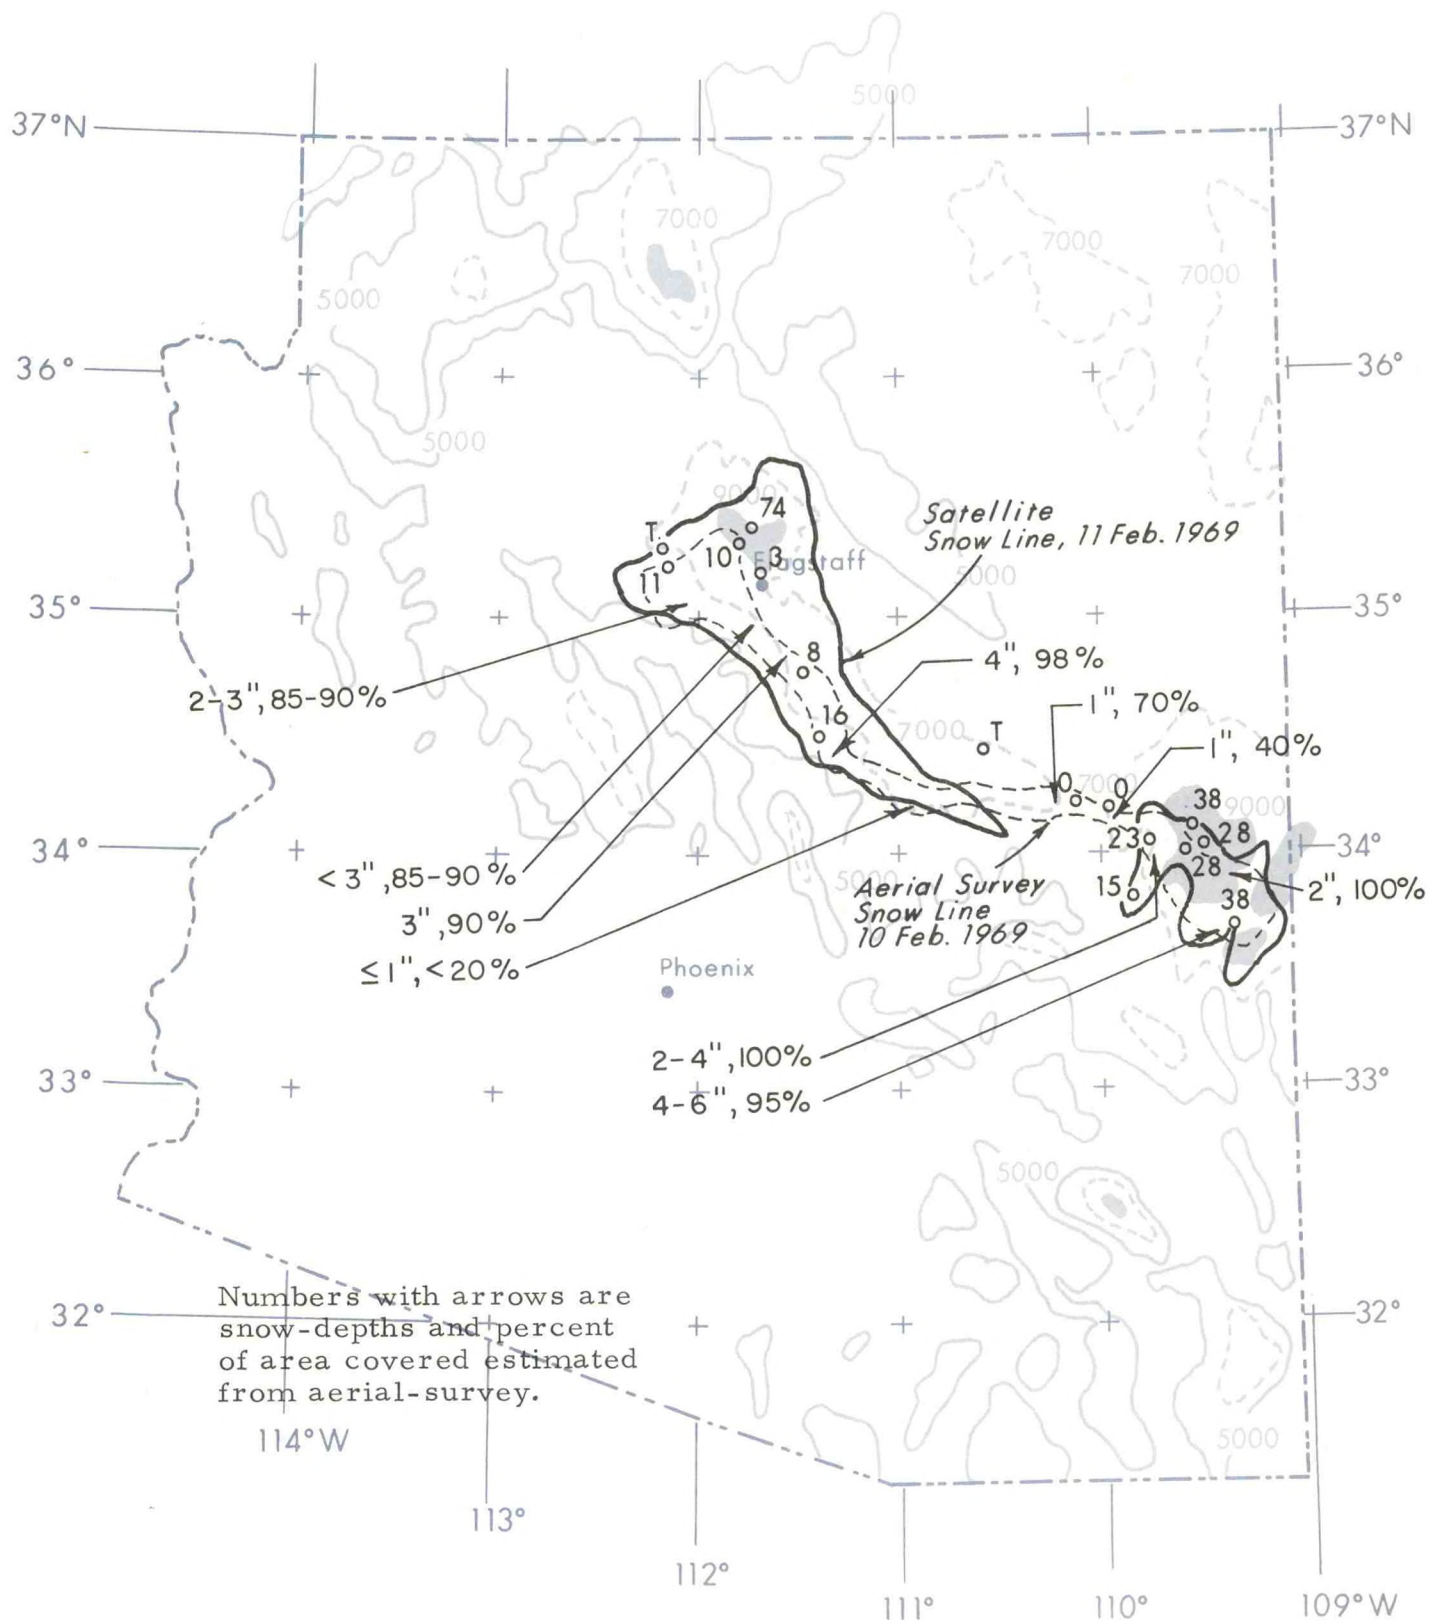 5000
37°N
37°N
7000
7000
7000
5000
36°
36°
5000
9000
74
Satellite
Snow Line, 11 Feb. 1969
T
10
3
Flagstaff
11
5000
35°
35°
8
4", 98%
2-3", 85-90%
1", 70%
16
7000
T
1", 40%
0
7000
0
38
9000
34°
23
28
34°
28
< 3", 85-90%
5000
Aerial Survey
Snow Line
10 Feb. 1969
15
38
2", 100%
3", 90%
≤ 1", <20%
Phoenix
2-4", 100%
33°
33°
4-6", 95%
5000
Numbers with arrows are
snow-depths and percent
of area covered estimated
from aerial-survey.
32°
32°
114°W
5000
113°
112°
111°
110°
109°W